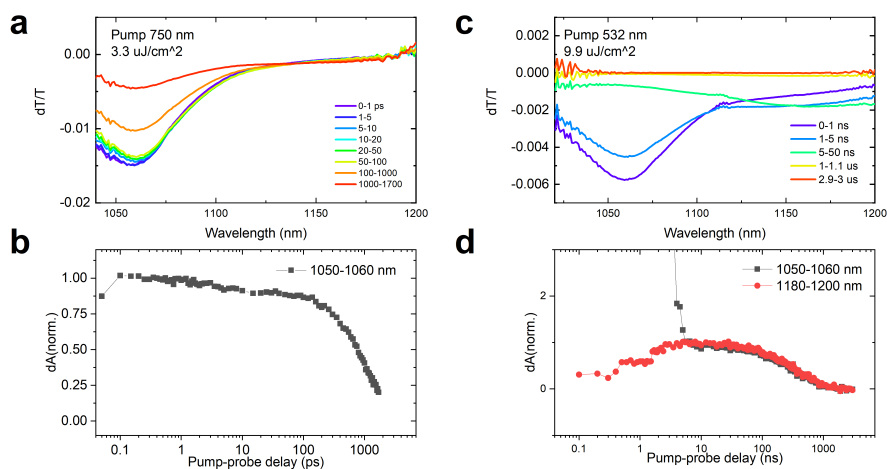 a
Pump 750 nm
3.3 uJ/cm^2
0.00
-0.01
-0.02
dT/T
0-1 ps
1-5
5-10
10-20
20-50
50-100
100-1000
1000-1700
1050 1100 1150 1200
Wavelength (nm)
c
Pump 532 nm
9.9 uJ/cm^2
0.002
0.000
-0.002
-0.004
-0.006
dT/T
0-1 ns
1-5 ns
5-50 ns
1-1.1 us
2.9-3 us
1050 1100 1150 1200
Wavelength (nm)
b
1050-1060 nm
1.00
0.75
0.50
0.25
0.00
dA(norm.)
0.1 1 10 100 1000
Pump-probe delay (ps)
d
1050-1060 nm
1180-1200 nm
2
1
0
dA(norm.)
0.1 1 10 100 1000
Pump-probe delay (ns)